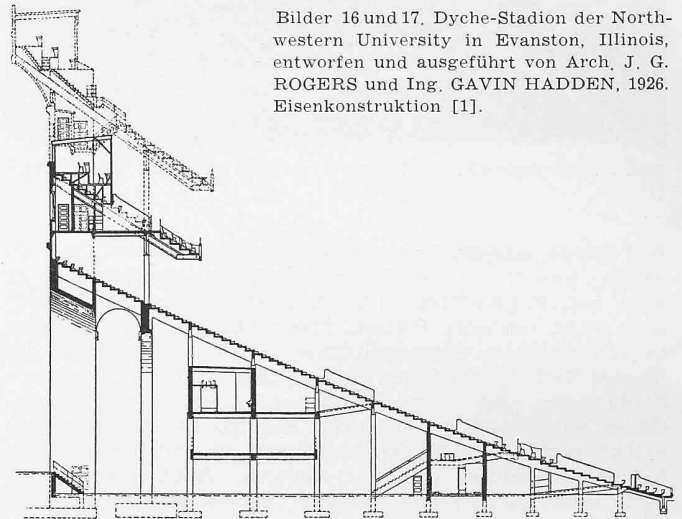 Bilder 16 und 17. Dyche-Stadion der North-
western University in Evanston, Illinois,
entworfen und ausgeführt von Arch. J. G.
ROGERS und Ing. GAVIN HADDEN, 1926.
Eisenkonstruktion [1].